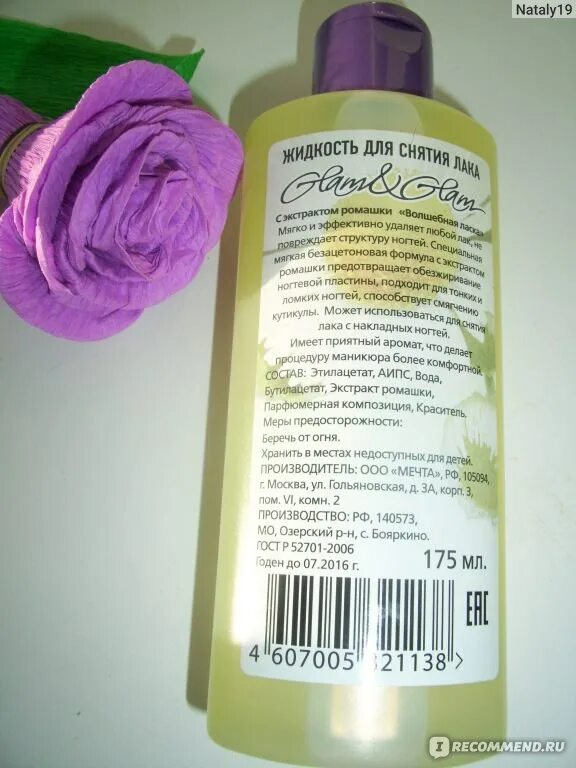 Nataly19
ЖИДКОСТЬ ДЛЯ СНЯТИЯ ЛАКА
Glam&Glam
С экстрактом ромашки «Волшебная ласка»
Мягко и эффективно удаляет любой лак, не
повреждает структуру ногтей. Специальная
мягкая безацетоновая формула с экстрактом
ромашки предотвращает обезжиривание
ногтевой пластины, подходит для тонких и
ломких ногтей, способствует смягчению
кутикулы. Может использоваться для снятия
лака с накладных ногтей.
Имеет приятный аромат, что делает
процедуру маникюра более комфортной.
СОСТАВ: Этилацетат, АИПС, Вода,
Бутилацетат, Экстракт ромашки,
Парфюмерная композиция, Краситель.
Меры предосторожности:
Беречь от огня.
Хранить в местах недоступных для детей.
ПРОИЗВОДИТЕЛЬ: ООО «МЕЧТА», РФ, 105094,
г. Москва, ул. Гольяновская, д. 3А, корп. 3,
пом. VI, комн. 2
ПРОИЗВОДСТВО: РФ, 140573,
МО, Озерский р-н, с. Бояркино.
ГОСТ Р 52701-2006
Годен до 07.2016 г.
175 мл.
EAC
4 607005 821138 >
I RECOMMEND.RU